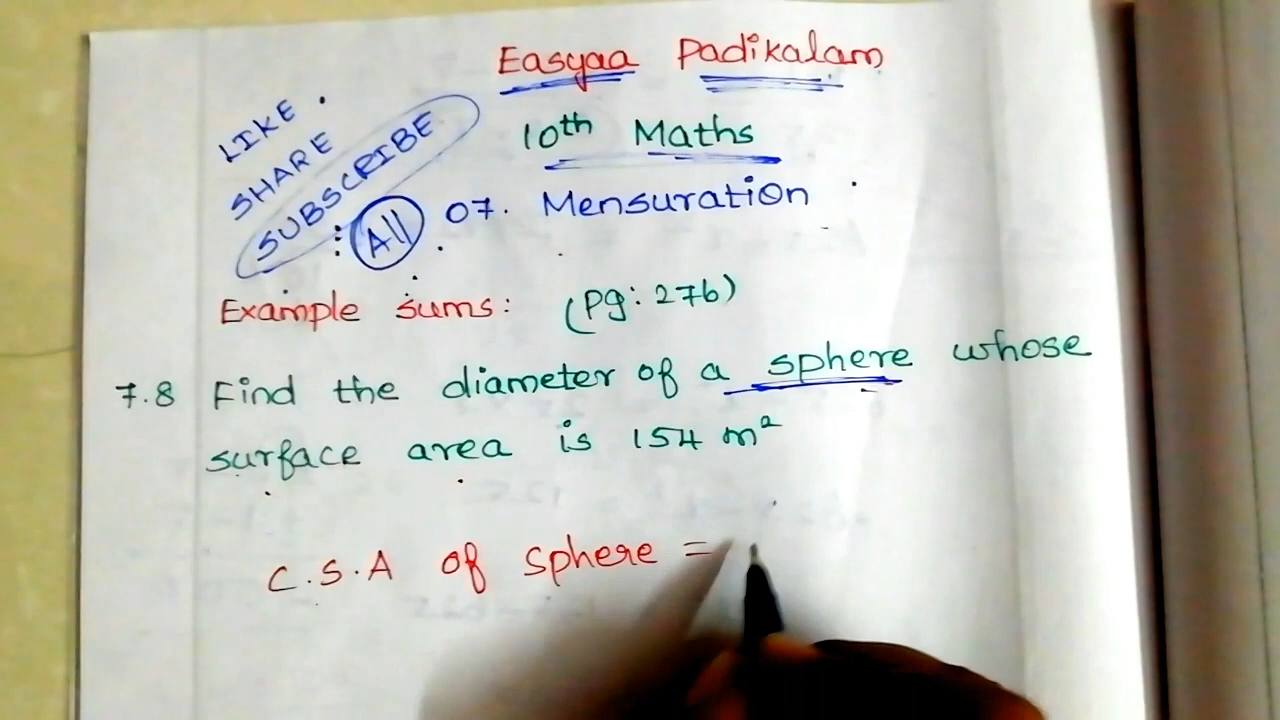 Easyaa Padikalam
LIKE
SHARE
SUBSCRIBE
All
10th Maths
07. Mensuration
Example sums: (pg: 276)
7.8 Find the diameter of a sphere whose
surface area is 154 m²
C.S.A of sphere =